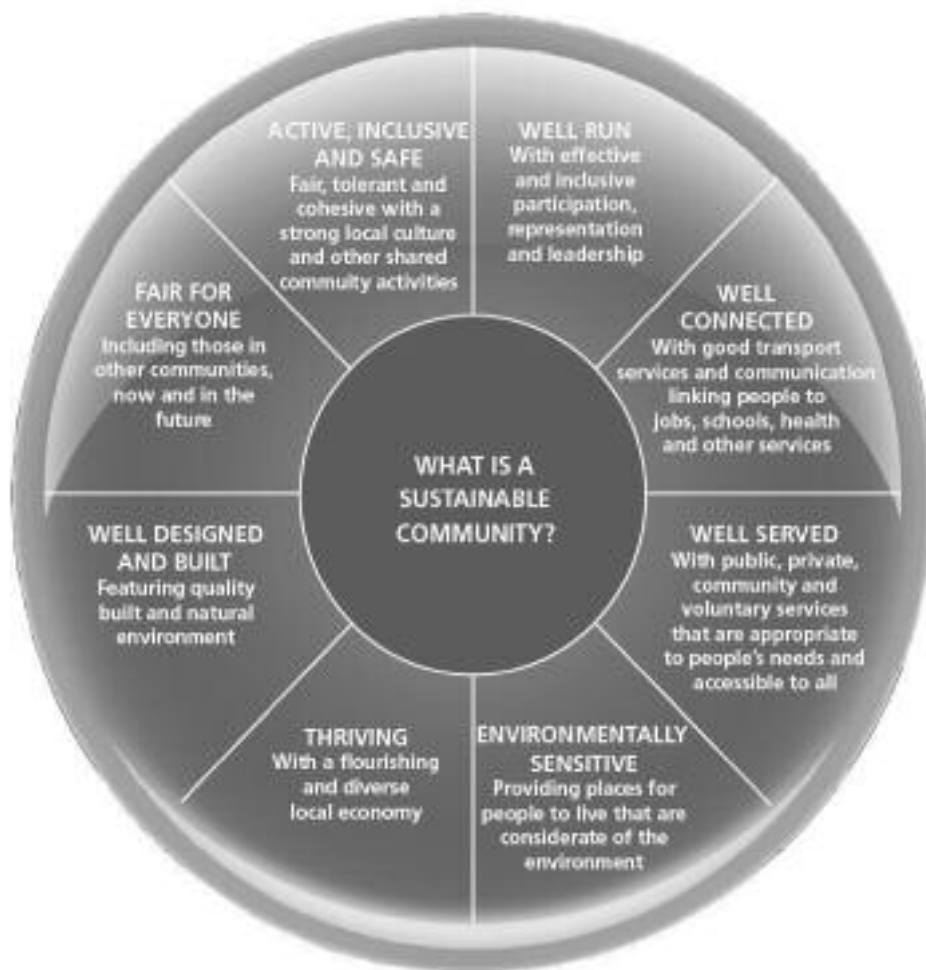 ACTIVE, INCLUSIVE
AND SAFE
Fair, tolerant and
cohesive with a
strong local culture
and other shared
commuity activities
WELL RUN
With effective
and inclusive
participation,
representation
and leadership
WELL
CONNECTED
With good transport
services and communication
linking people to
jobs, schools, health
and other services
WELL SERVED
With public, private,
community and
voluntary services
that are appropriate
to people's needs and
accessible to all
ENVIRONMENTALLY
SENSITIVE
Providing places for
people to live that are
considerate of the
environment
THRIVING
With a flourishing
and diverse
local economy
WELL DESIGNED
AND BUILT
Featuring quality
built and natural
environment
FAIR FOR
EVERYONE
Including those in
other communities,
now and in the
future
WHAT IS A
SUSTAINABLE
COMMUNITY?